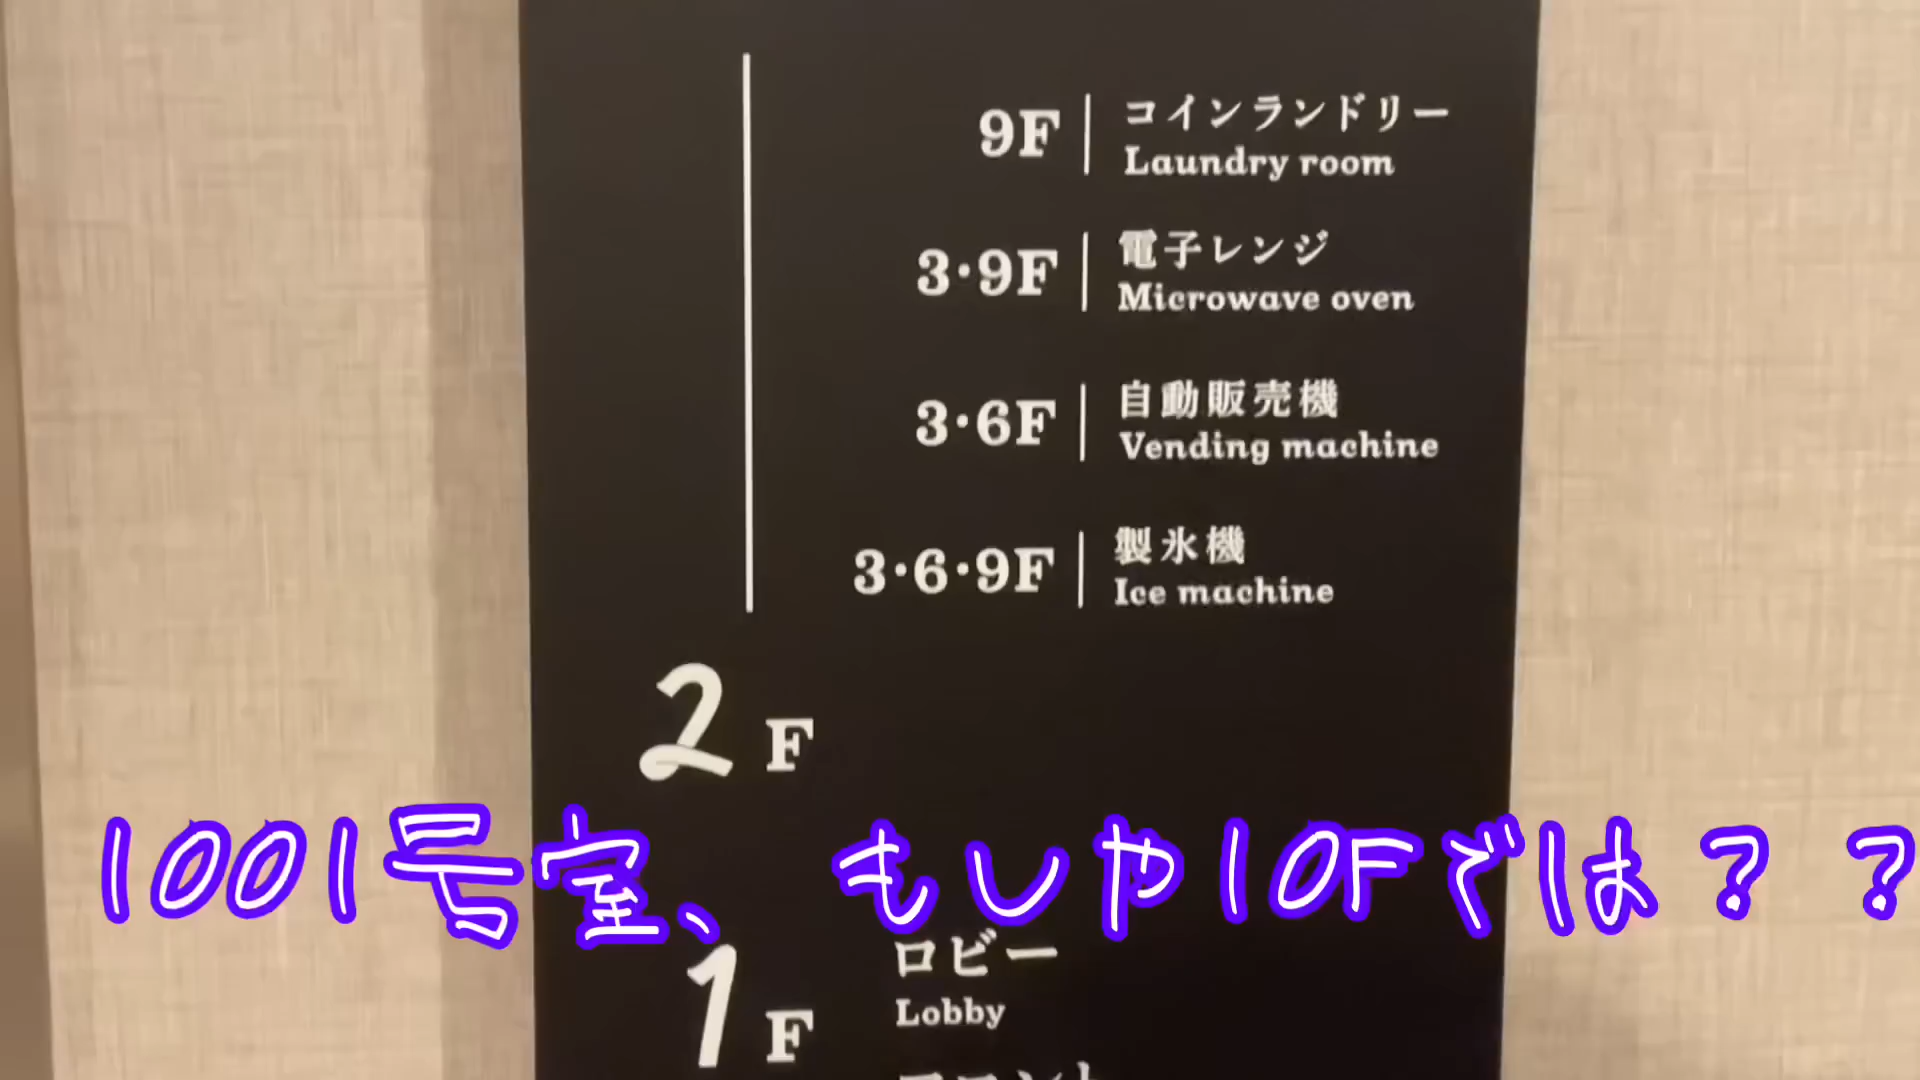 9F コインランドリー
Laundry room
3・9F 電子レンジ
Microwave oven
3・6F 自動販売機
Vending machine
3・6・9F 製氷機
Ice machine
2F
1001号室、もしや10Fでは？？
1F ロビー
Lobby